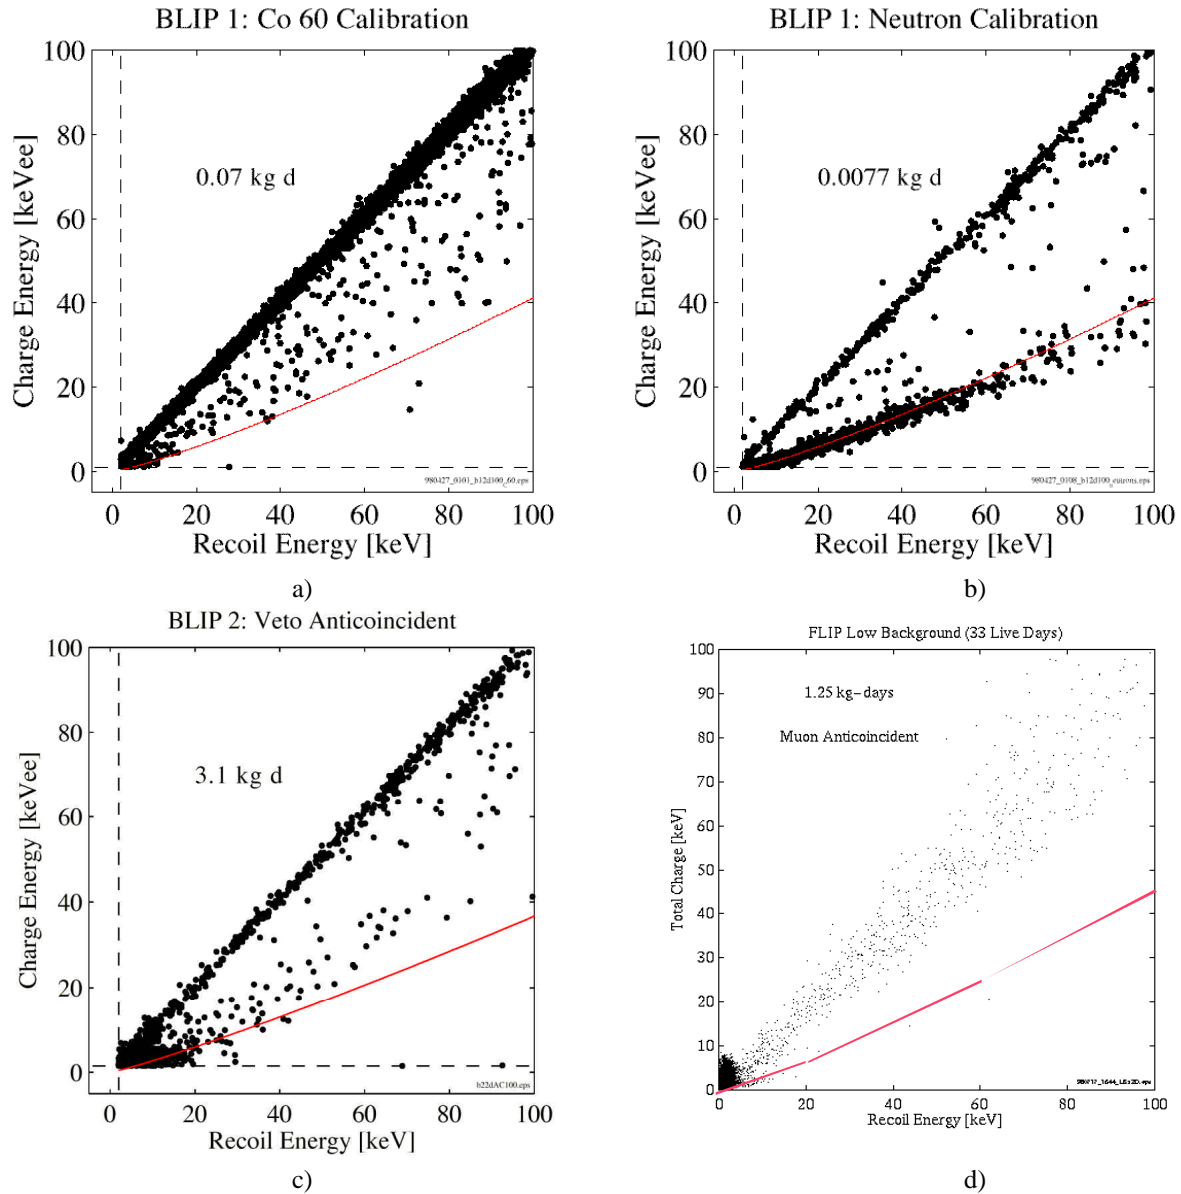 BLIP 1: Co 60 Calibration
100
80
60
40
20
0
Charge Energy [keVee]
0.07 kg d
980427_0101_b12d100_c60.eps
0 20 40 60 80 100
Recoil Energy [keV]
a)
BLIP 1: Neutron Calibration
100
80
60
40
20
0
Charge Energy [keVee]
0.0077 kg d
0 20 40 60 80 100
Recoil Energy [keV]
b)
BLIP 2: Veto Anticoincident
100
80
60
40
20
0
Charge Energy [keVee]
3.1 kg d
b22dAC100.eps
0 20 40 60 80 100
Recoil Energy [keV]
c)
FLIP Low Background (33 Live Days)
100
90
80
70
60
50
40
30
20
10
0
Total Charge [keV]
1.25 kg-days
Muon Anticoincident
0 20 40 60 80 100
Recoil Energy [keV]
d)